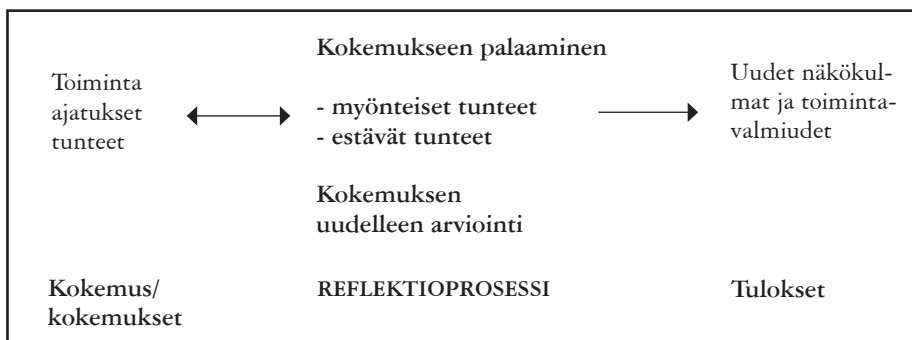 Kokemukseen palaaminen
Toiminta
ajatukset
tunteet
- myönteiset tunteet
- estävät tunteet
Uudet näkökul-
mat ja toiminta-
valmiudet
Kokemuksen
uudelleen arviointi
Kokemus/
kokemukset
REFLEKTIOPROSESSI
Tulokset